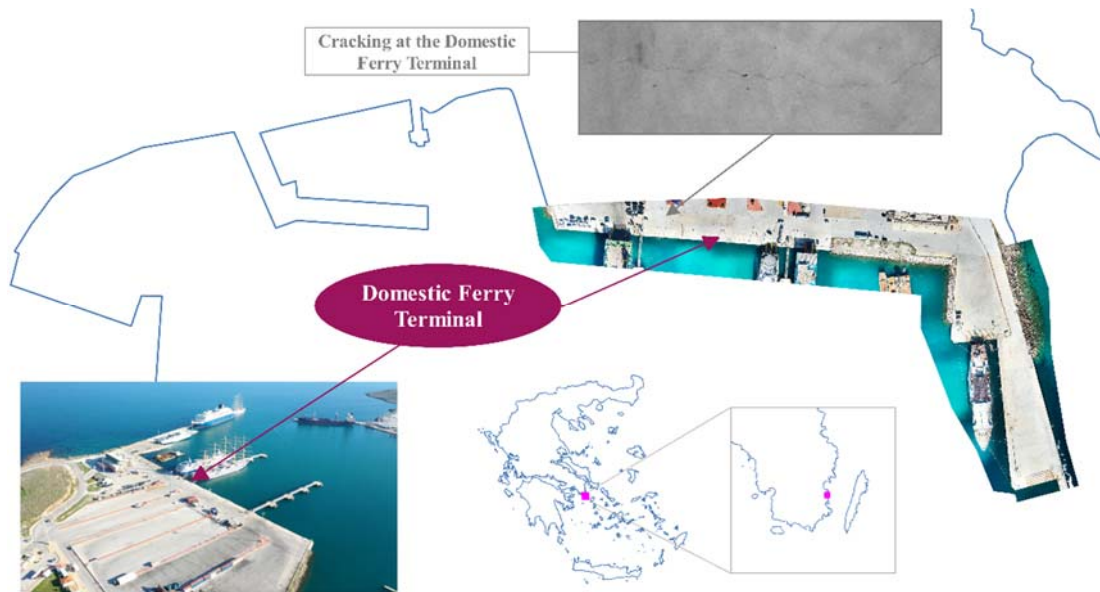 Cracking at the Domestic
Ferry Terminal
Domestic Ferry
Terminal